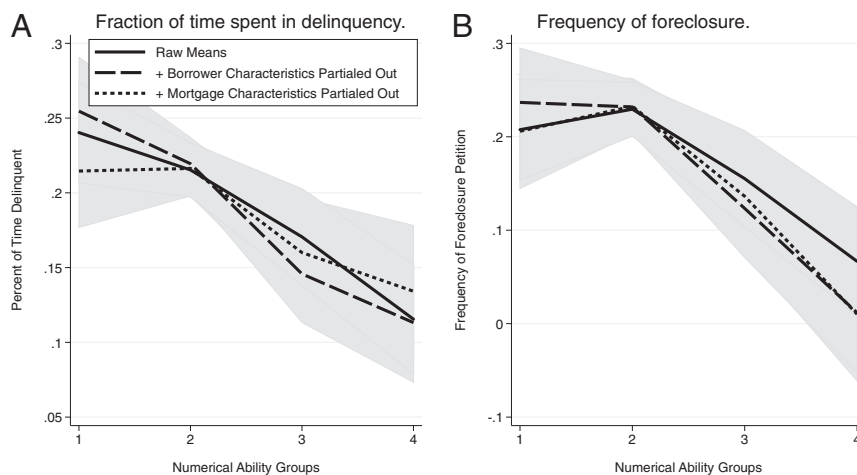 A
Fraction of time spent in delinquency.
.3
.25
.2
.15
.1
.05
Percent of Time Delinquent
Raw Means
+ Borrower Characteristics Partialed Out
+ Mortgage Characteristics Partialed Out
1 2 3 4
Numerical Ability Groups
B
Frequency of foreclosure.
.3
.2
.1
0
-.1
Frequency of Foreclosure Petition
1 2 3 4
Numerical Ability Groups